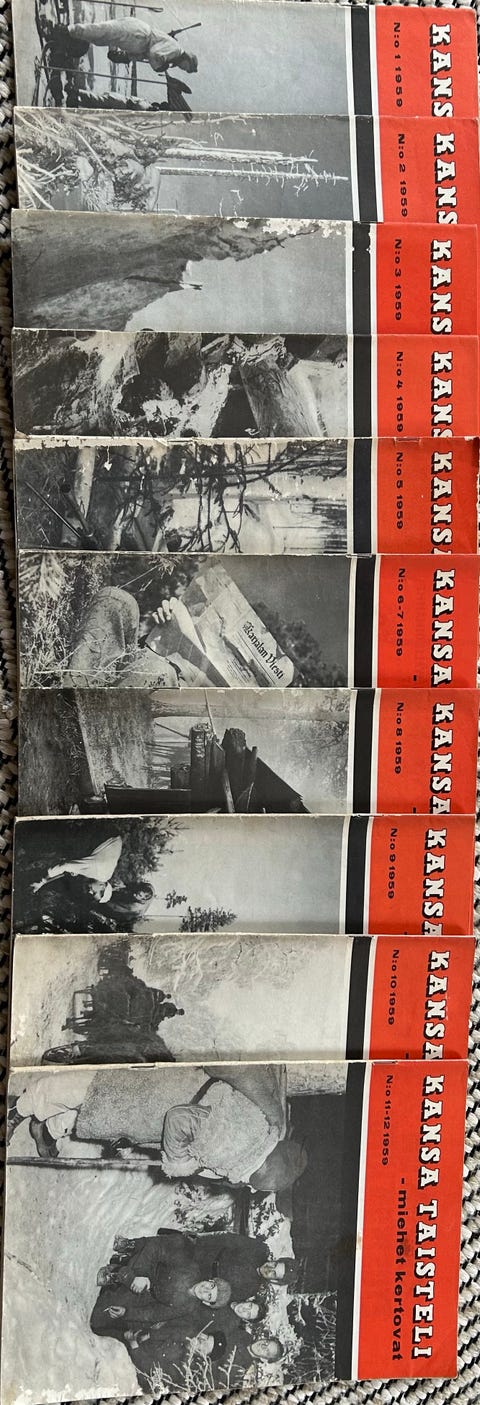 KANS
N:o 1 1959
KANS
N:o 2 1959
KANS
N:o 3 1959
KANS
N:o 4 1959
KANSA
N:o 5 1959
KANSA
N:o 6-7 1959
Karjalan Viesti
KANSA
N:o 8 1959
KANSA
N:o 9 1959
KANSA
N:o 10 1959
KANSA TAISTELI
- miehet kertovat
N:o 11-12 1959